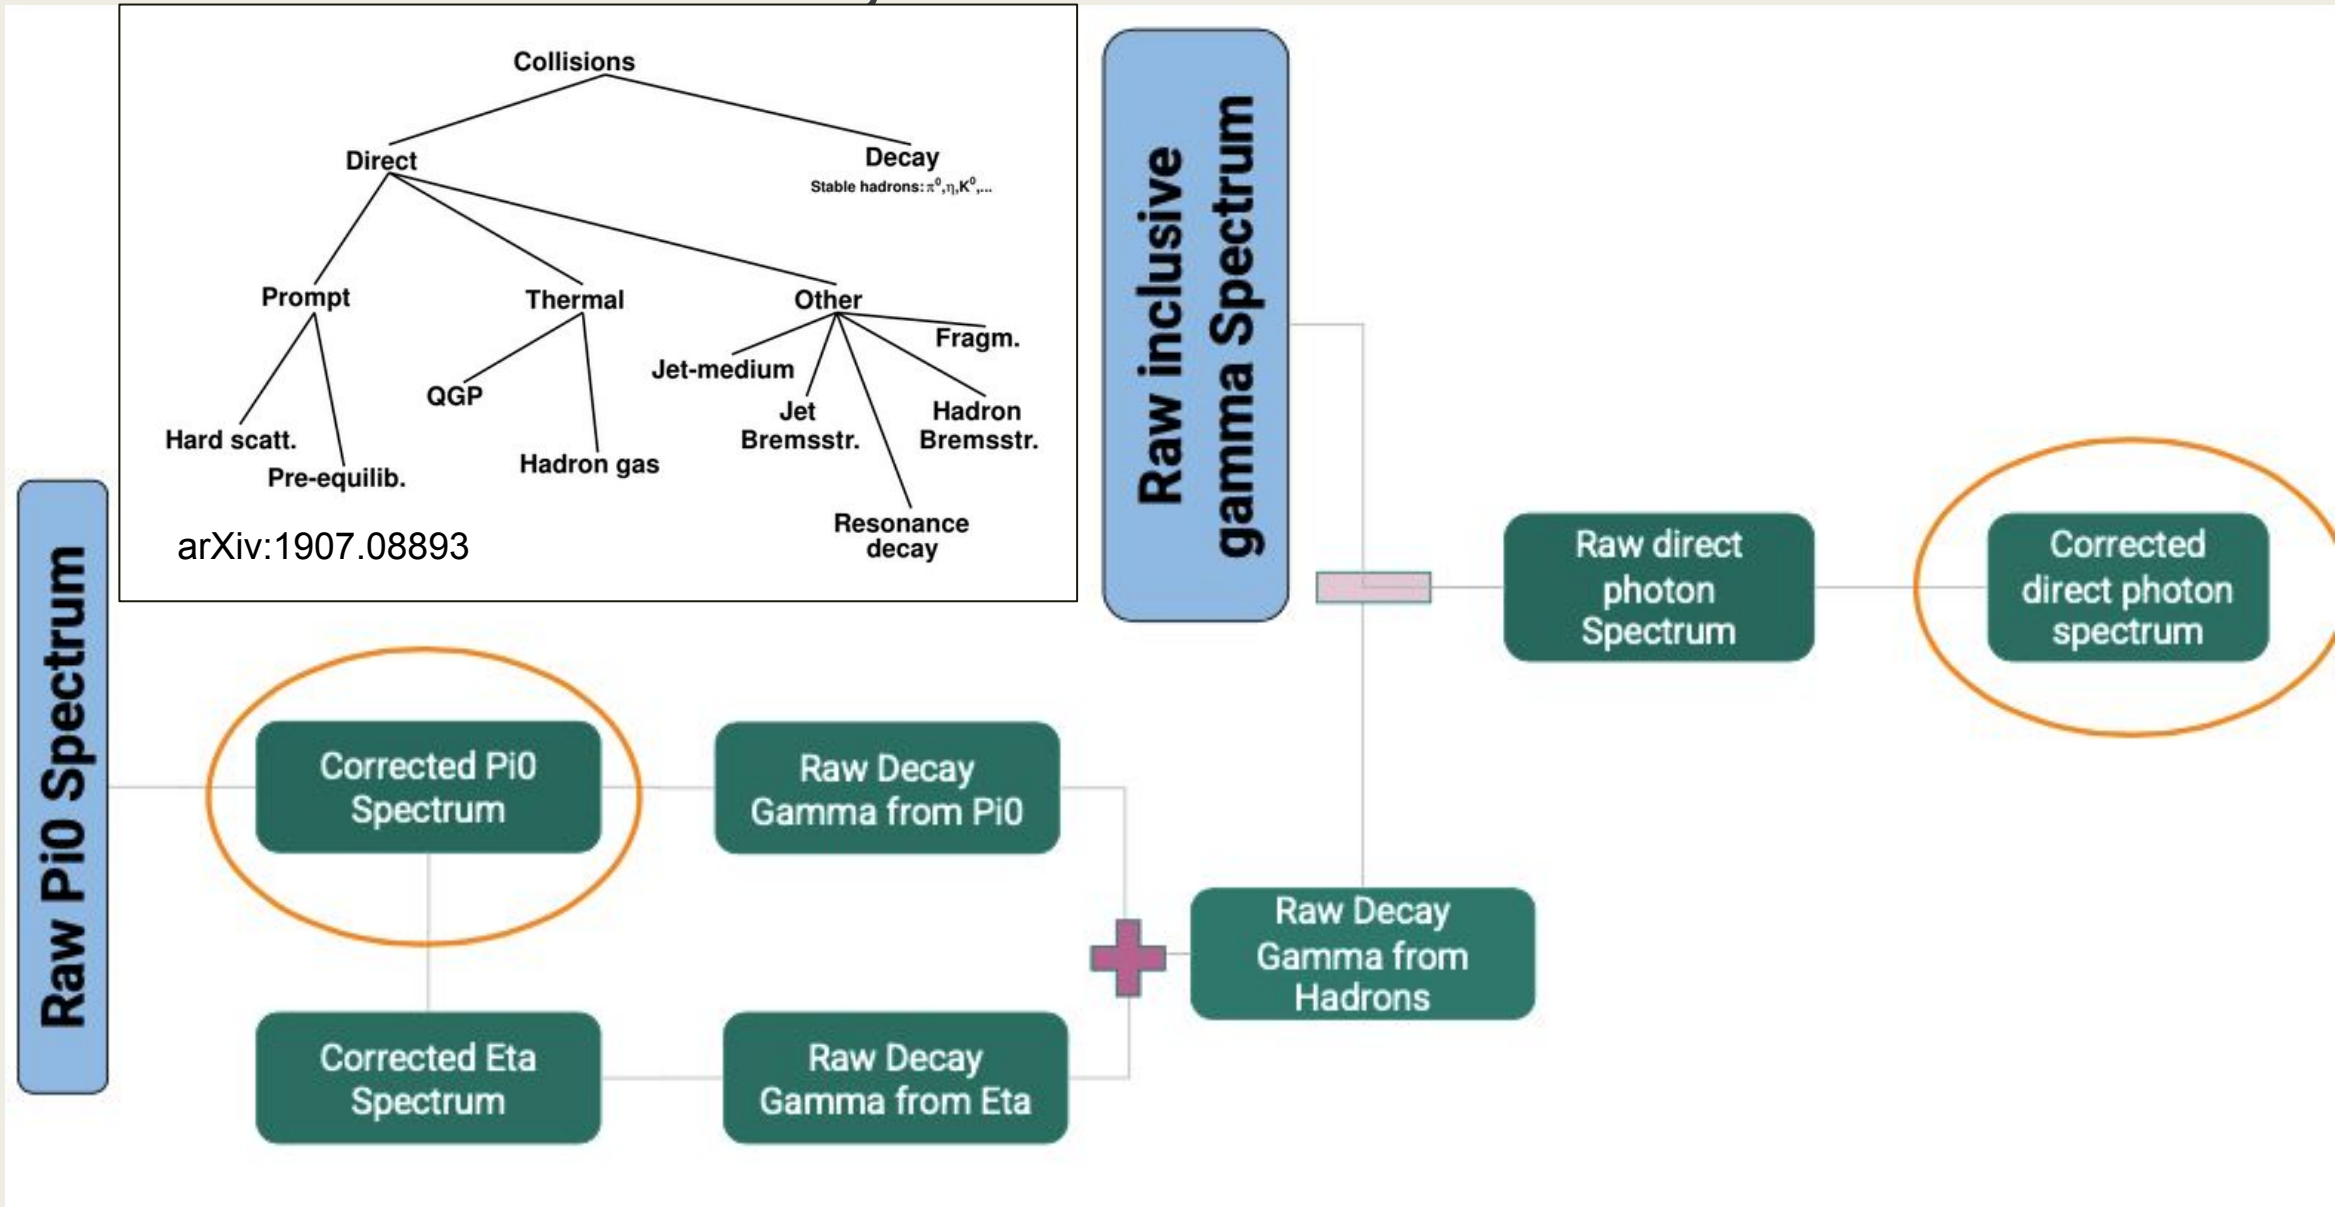 Collisions
Direct
Decay
Stable hadrons:π⁰,η,K⁰,...
Prompt
Thermal
Other
Fragm.
Jet-medium
QGP
Jet
Bremsstr.
Hadron
Bremsstr.
Hard scatt.
Pre-equilib.
Hadron gas
Resonance
decay
arXiv:1907.08893
Raw inclusive
gamma Spectrum
Raw direct
photon
Spectrum
Corrected
direct photon
spectrum
Raw Pi0 Spectrum
Corrected Pi0
Spectrum
Raw Decay
Gamma from Pi0
Raw Decay
Gamma from
Hadrons
Corrected Eta
Spectrum
Raw Decay
Gamma from Eta